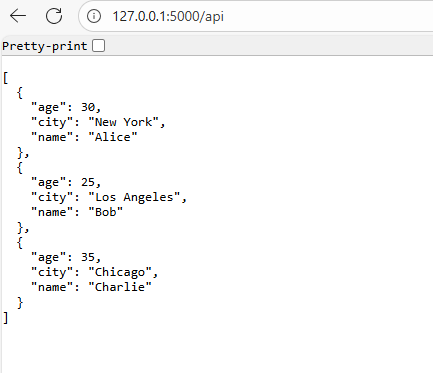 127.0.0.1:5000/api
Pretty-print
[
  {
    "age": 30,
    "city": "New York",
    "name": "Alice"
  },
  {
    "age": 25,
    "city": "Los Angeles",
    "name": "Bob"
  },
  {
    "age": 35,
    "city": "Chicago",
    "name": "Charlie"
  }
]